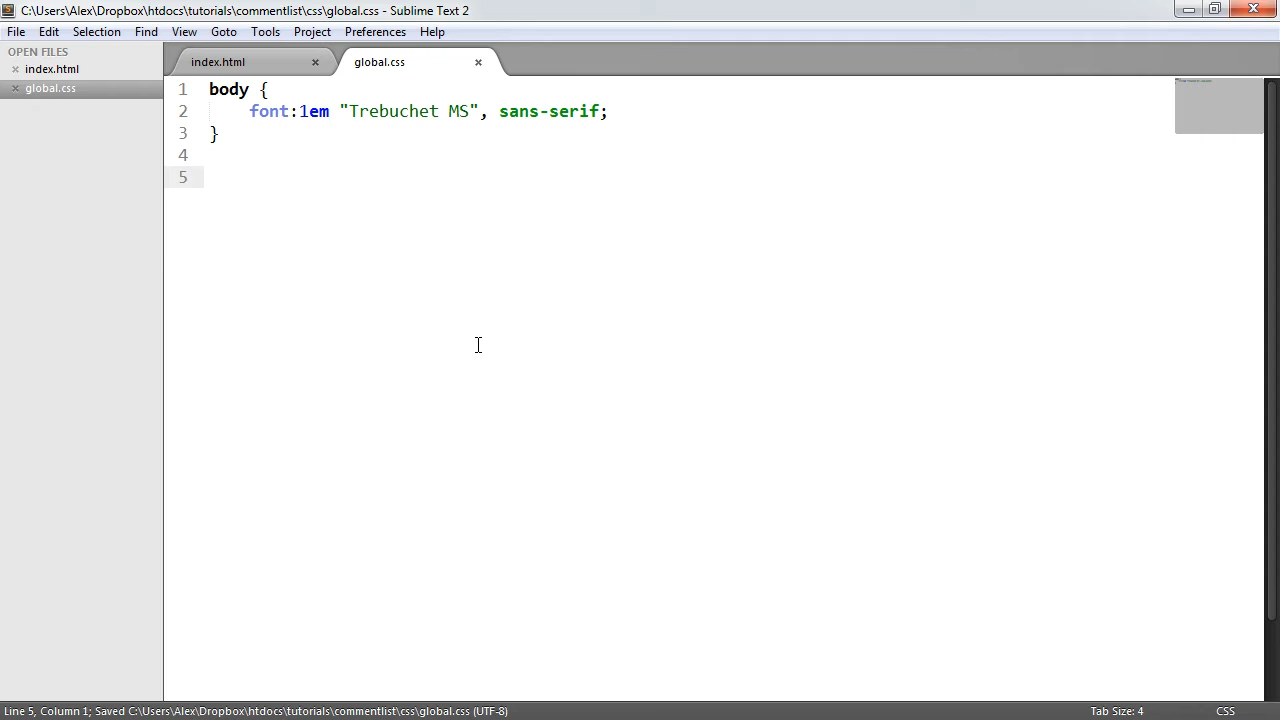 C:\Users\Alex\Dropbox\htdocs\tutorials\commentlist\css\global.css - Sublime Text 2
File Edit Selection Find View Goto Tools Project Preferences Help
OPEN FILES
index.html
global.css
index.html global.css
1 body {
2 font:1em "Trebuchet MS", sans-serif;
3 }
4
5
Line 5, Column 1; Saved C:\Users\Alex\Dropbox\htdocs\tutorials\commentlist\css\global.css (UTF-8) Tab Size: 4 CSS